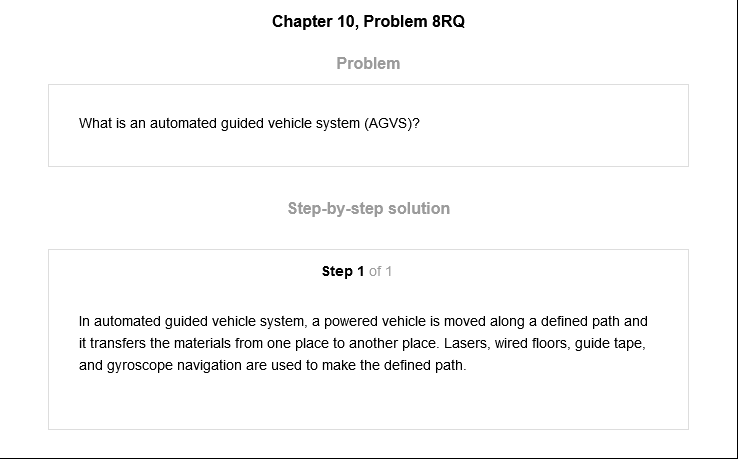 Chapter 10, Problem 8RQ
Problem
What is an automated guided vehicle system (AGVS)?
Step-by-step solution
Step 1 of 1
In automated guided vehicle system, a powered vehicle is moved along a defined path and
it transfers the materials from one place to another place. Lasers, wired floors, guide tape,
and gyroscope navigation are used to make the defined path.